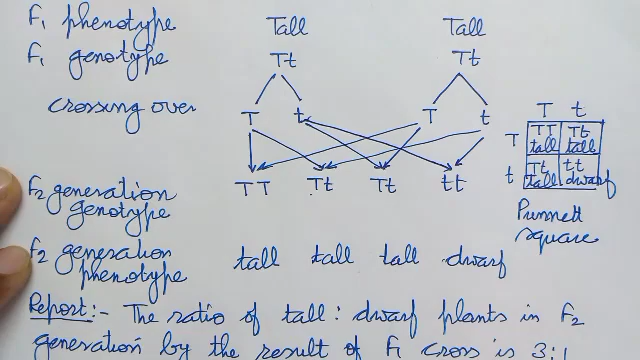 F1 phenotype Tall Tall
F1 genotype Tt Tt
crossing over T t T t
T t
T TT Tt
tall tall
t Tt tt
tall dwarf
Punnett
square
F2 generation TT Tt Tt tt
genotype
F2 generation tall tall tall dwarf
phenotype
Report:- The ratio of tall : dwarf plants in F2
generation by the result of F1 cross is 3:1